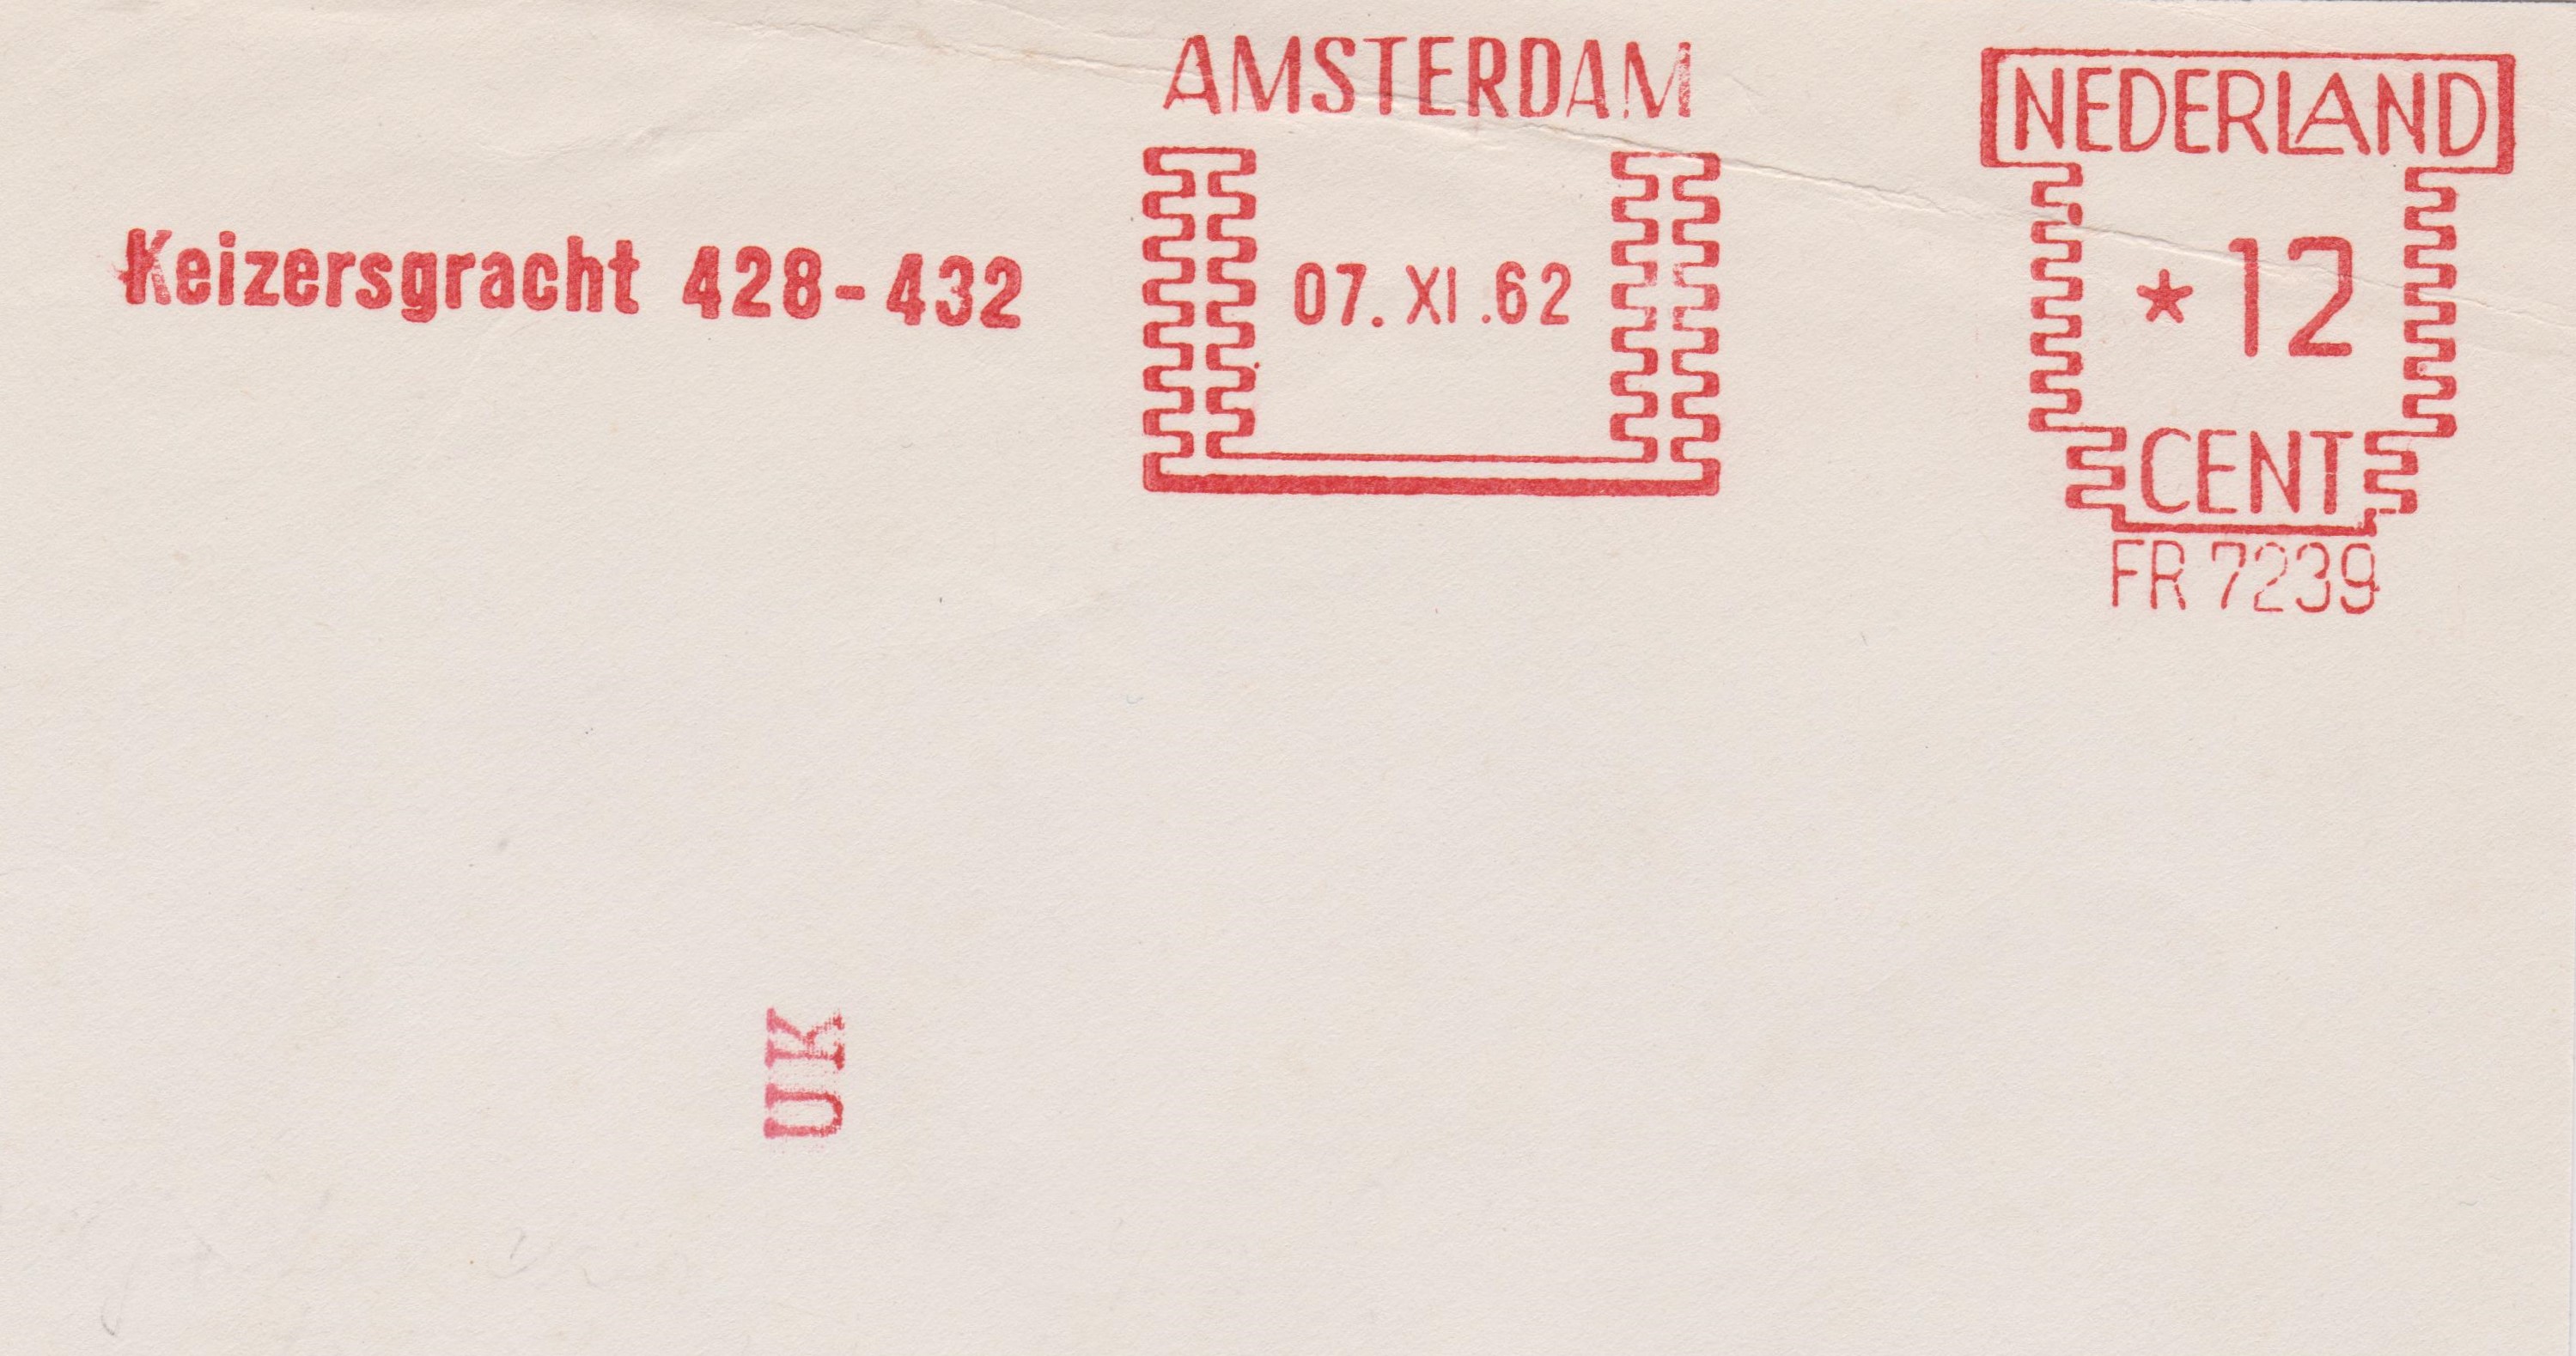 AMSTERDAM
Keizersgracht 428-432
07. XI .62
NEDERLAND
* 12
CENT
FR 7239
UK